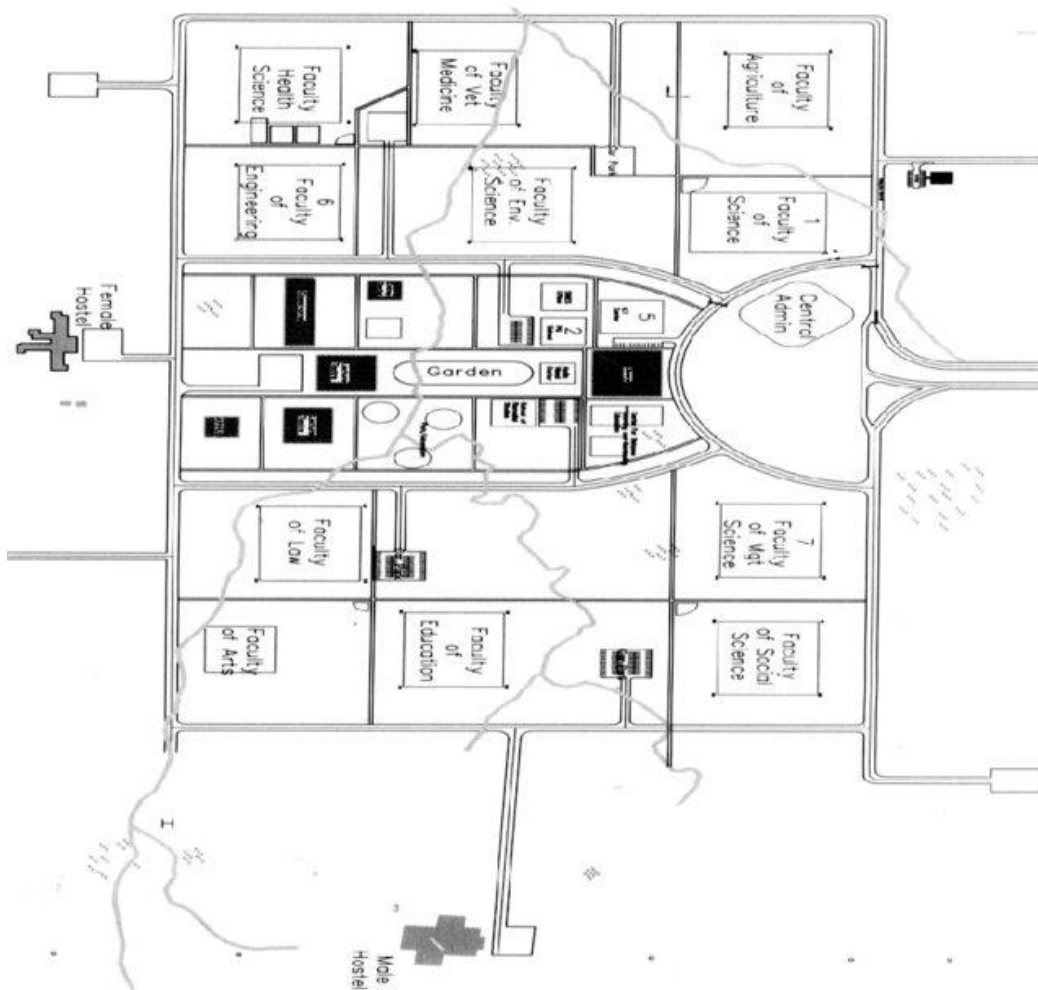 Faculty
Health
Science
Faculty
of Vet
Medicine
Faculty
of
Agriculture
6
Faculty
of
Engineering
Faculty
of Env.
Science
Car Park
1
Faculty
of
Science
Female
Hostel
2
5
Central
Admin
Garden
Faculty
of Law
7
Faculty
of Mgt
Science
Faculty
of Arts
Faculty
of
Education
Faculty
of Social
Science
Male
Hostel